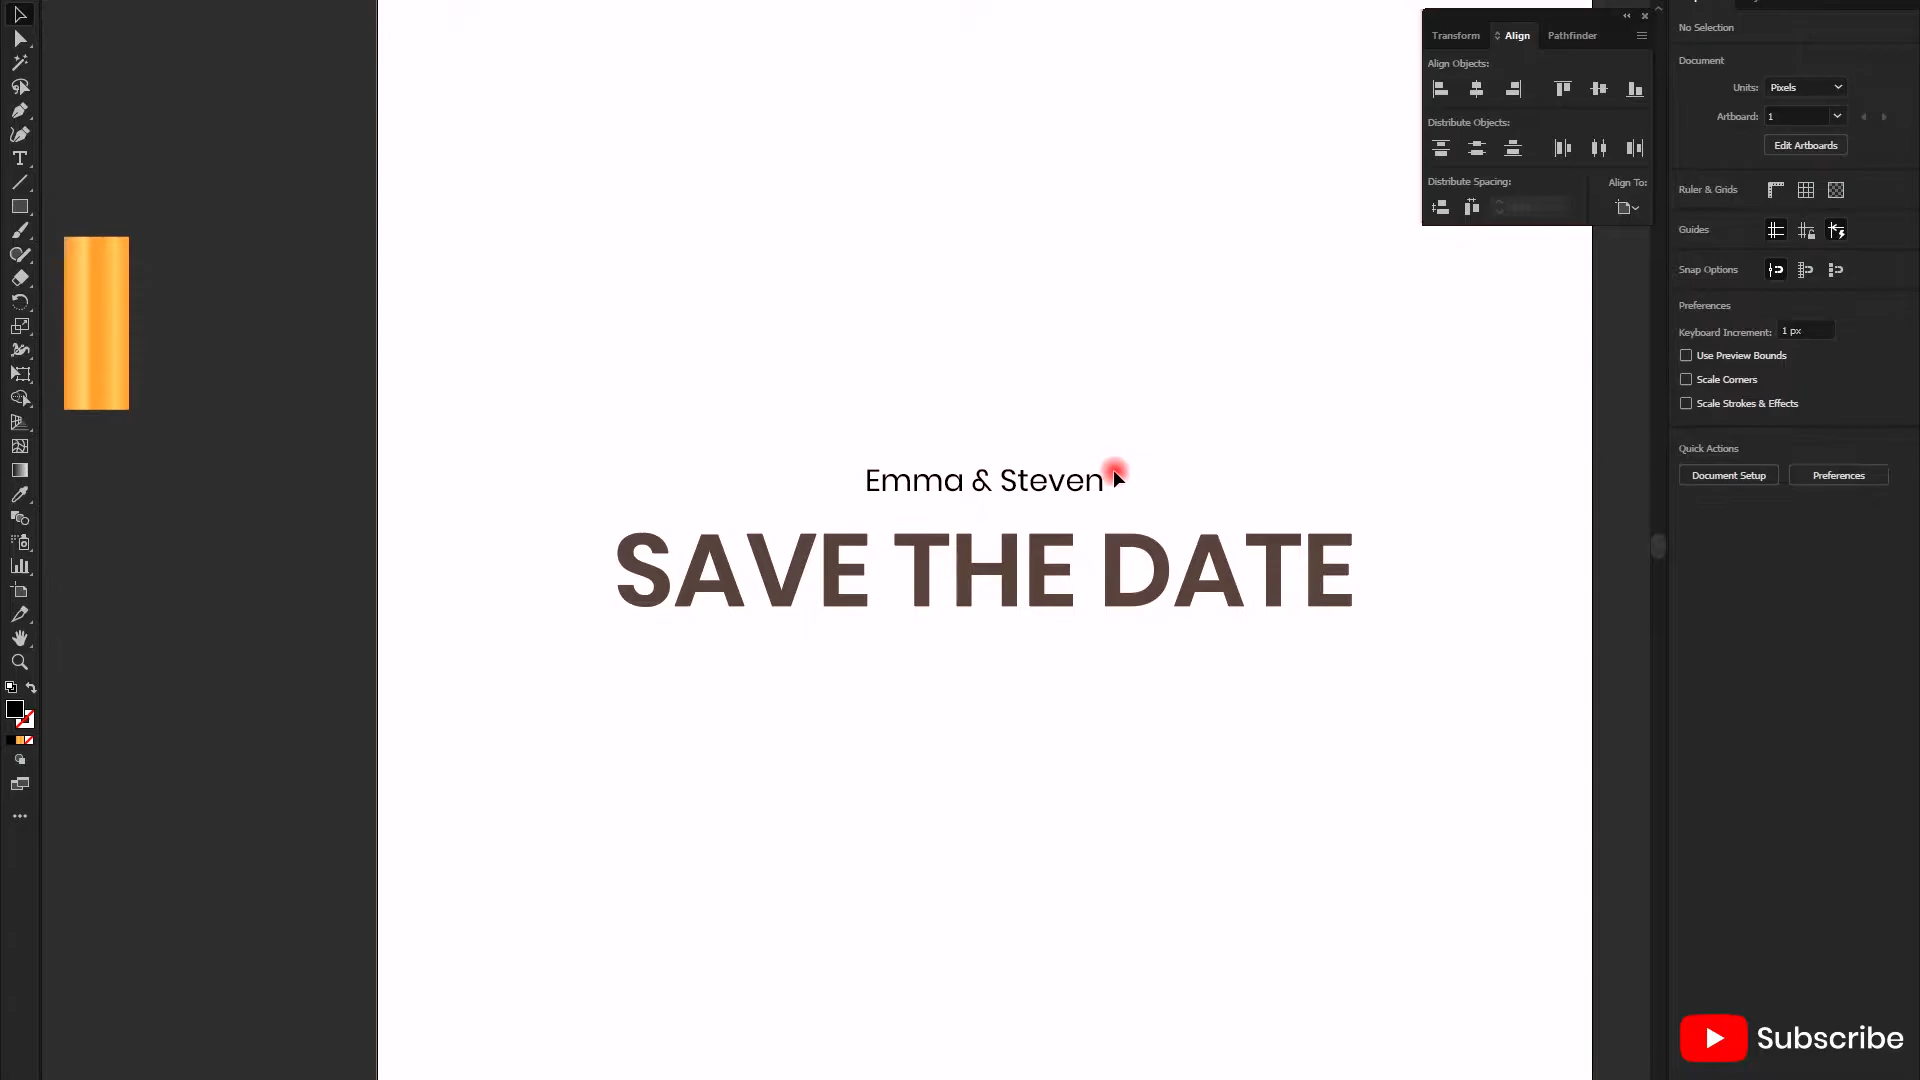 No Selection
Transform Align Pathfinder
Align Objects:
Document
Units: Pixels
Artboard: 1
Distribute Objects:
Edit Artboards
Distribute Spacing:
Align To:
Ruler & Grids
Guides
Snap Options
Preferences
Keyboard Increment: 1 px
Use Preview Bounds
Scale Corners
Scale Strokes & Effects
Quick Actions
Document Setup Preferences
Emma & Steven
SAVE THE DATE
Subscribe